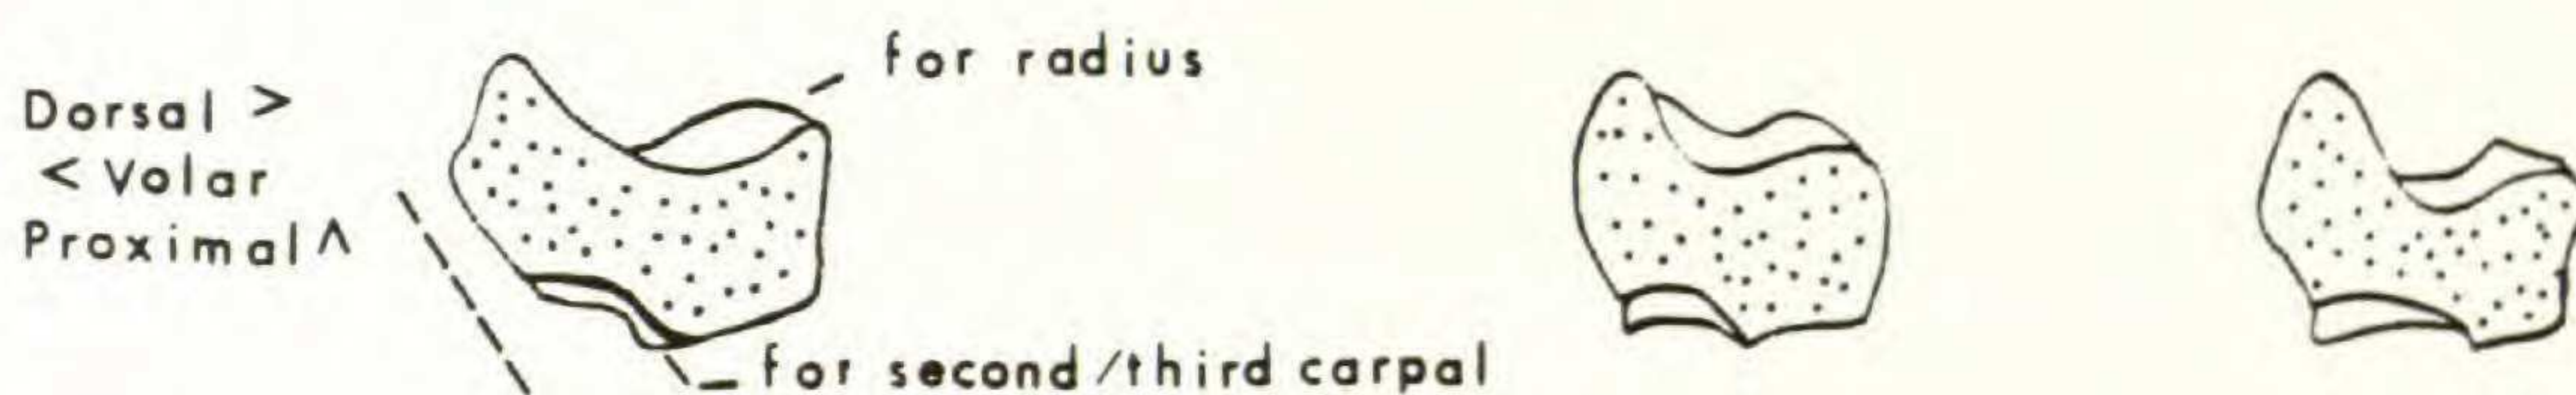 for radius
Dorsal >
< Volar
Proximal ^
for second/third carpal